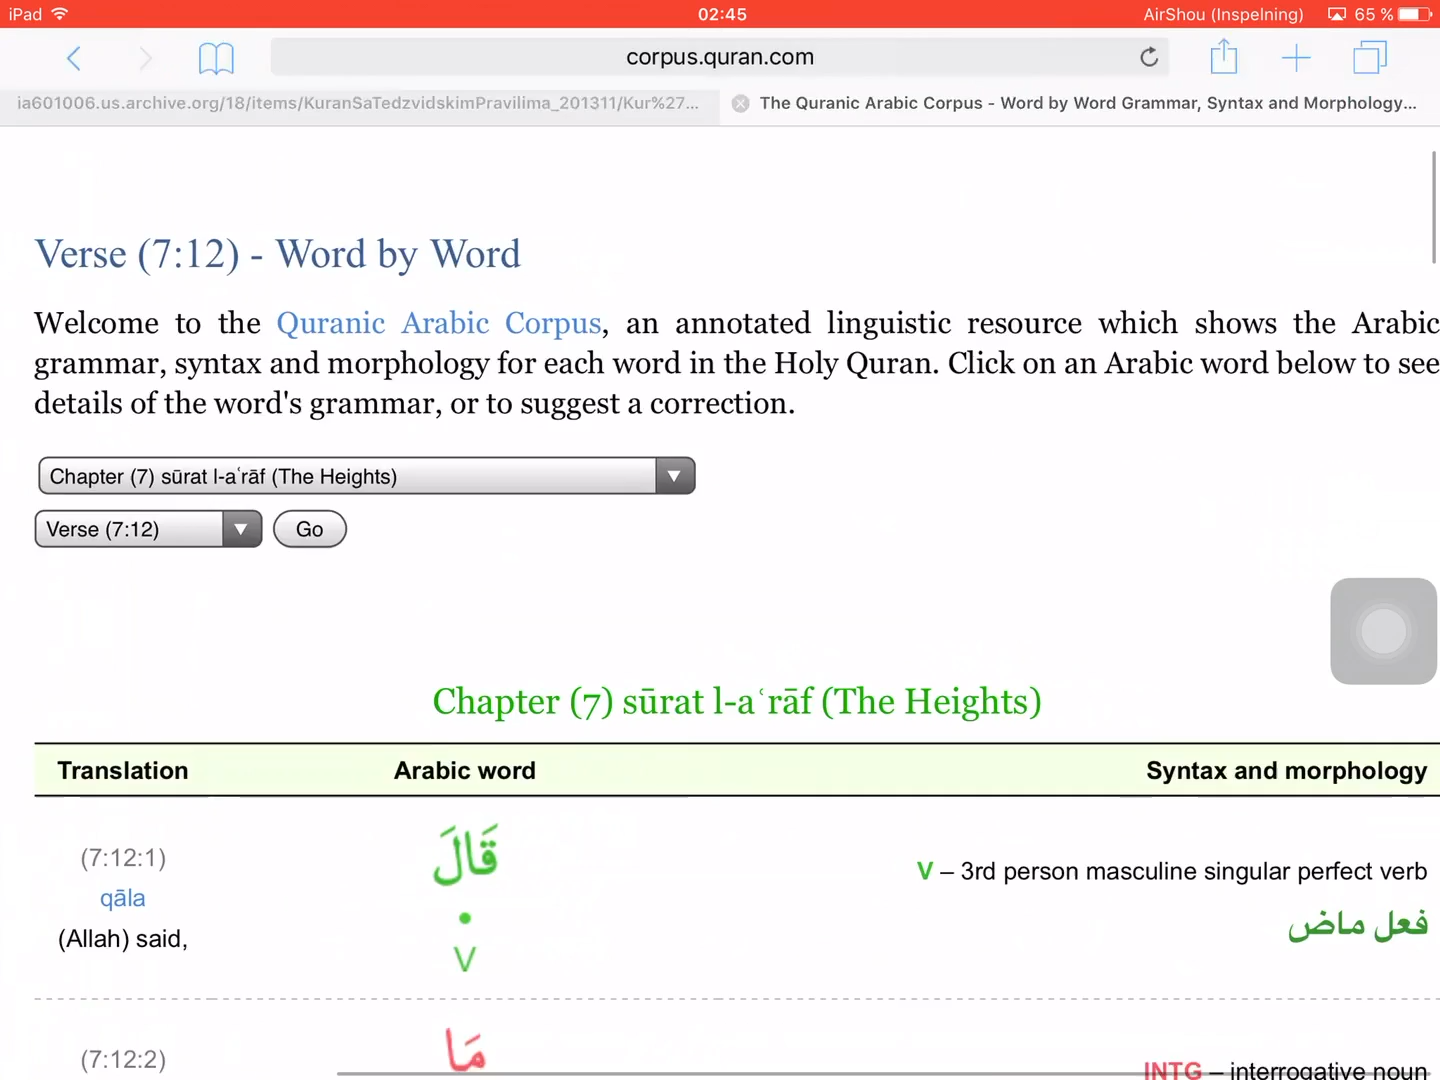 iPad 02:45 AirShou (Inspelning) 65 %
corpus.quran.com
ia601006.us.archive.org/18/items/KuranSaTedzvidskimPravilima_201311/Kur%27... The Quranic Arabic Corpus - Word by Word Grammar, Syntax and Morphology...
Verse (7:12) - Word by Word
Welcome to the Quranic Arabic Corpus, an annotated linguistic resource which shows the Arabic
grammar, syntax and morphology for each word in the Holy Quran. Click on an Arabic word below to see
details of the word's grammar, or to suggest a correction.
Chapter (7) sūrat l-aʿrāf (The Heights)
Verse (7:12) Go
Chapter (7) sūrat l-aʿrāf (The Heights)
Translation Arabic word Syntax and morphology
(7:12:1)
qāla
(Allah) said,
قَالَ
V
V – 3rd person masculine singular perfect verb
فعل ماض
(7:12:2)
مَا
INTG – interrogative noun